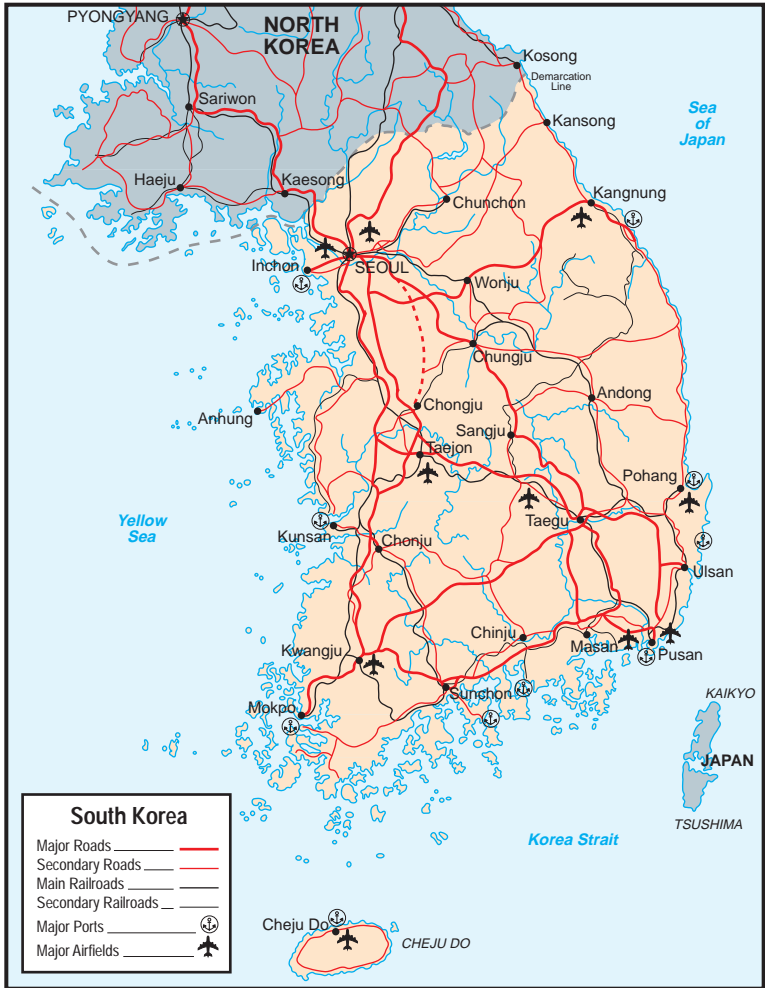 PYONGYANG
NORTH
KOREA
Kosong
Demarcation
Line
Sea
of
Japan
Sariwon
Kansong
Haeju
Kaesong
Chunchon
Kangnung
Inchon
SEOUL
Wonju
Chungju
Andong
Anhung
Chongju
Sangju
Taejon
Pohang
Yellow
Sea
Kunsan
Taegu
Chonju
Ulsan
Chinju
Masan
Pusan
Kwangju
Sunchon
Mokpo
KAIKYO
JAPAN
TSUSHIMA
Korea Strait
South Korea
Major Roads
Secondary Roads
Main Railroads
Secondary Railroads
Major Ports
Major Airfields
Cheju Do
CHEJU DO